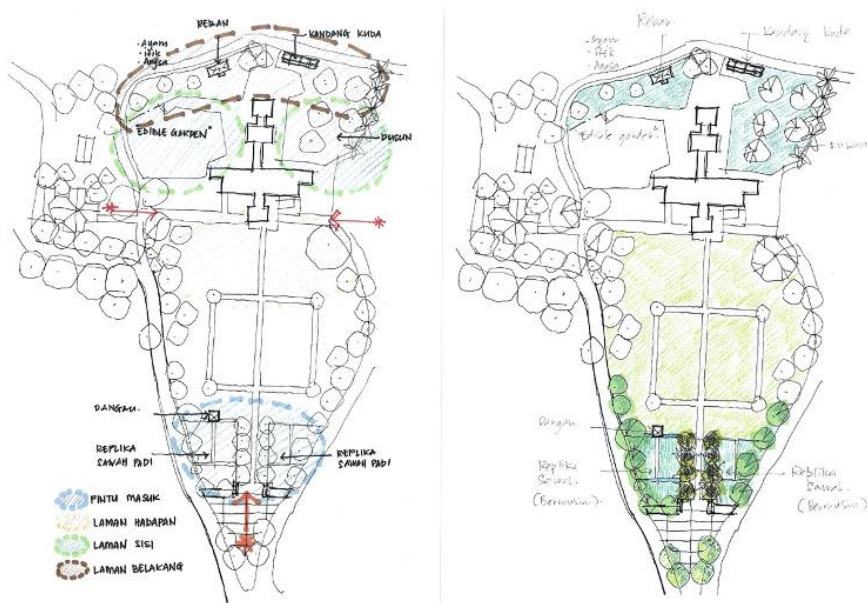 REBAN
KANDANG KUDA
• Ayam
• itik
• Angsa
"EDIBLE GARDEN"
DUSUN
DANGAU.
REPLIKA
SAWAH PADI
REPLIKA
SAWAH PADI
PINTU MASUK
LAMAN HADAPAN
LAMAN SISI
LAMAN BELAKANG
Reban.
Kandang Kuda
• Ayam
• itik
• Angsa
"Edible garden"
Dangau
Replika
Sawah.
(Bermusim).
Replika
Sawah.
(Bermusim)